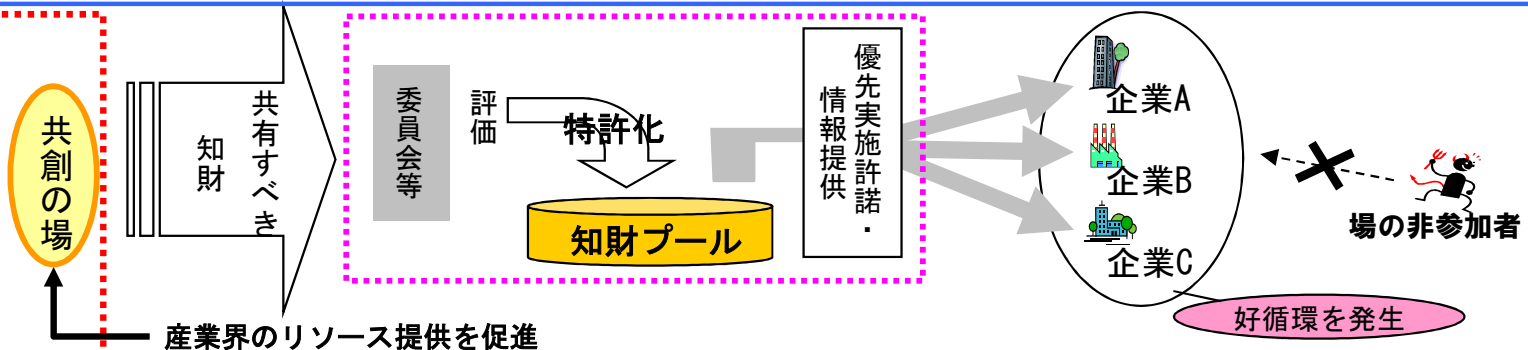 共創の場
共有すべき
知財
委員会等
評価
特許化
知財プール
優先実施許諾・
情報提供
企業A
企業B
企業C
場の非参加者
好循環を発生
産業界のリソース提供を促進